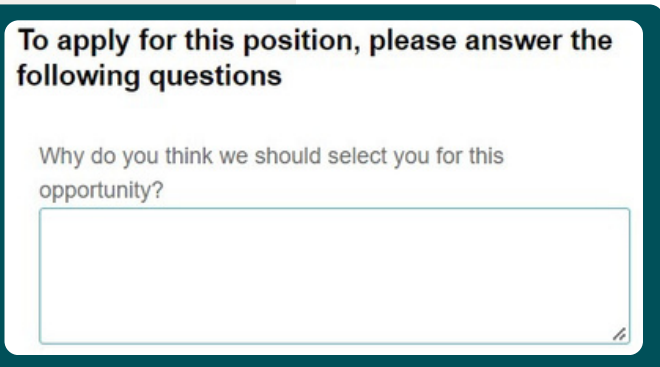 To apply for this position, please answer the
following questions
Why do you think we should select you for this
opportunity?